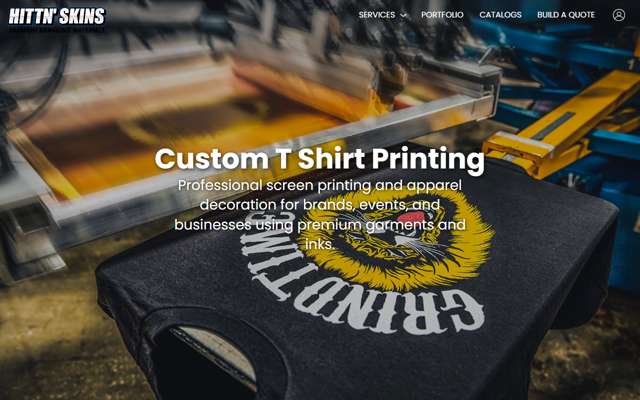 HITTN' SKINS
SERVICES
PORTFOLIO
CATALOGS
BUILD A QUOTE
Custom T Shirt Printing
Professional screen printing and apparel
decoration for brands, events, and
businesses using premium garments and
inks.
GRINDTIME